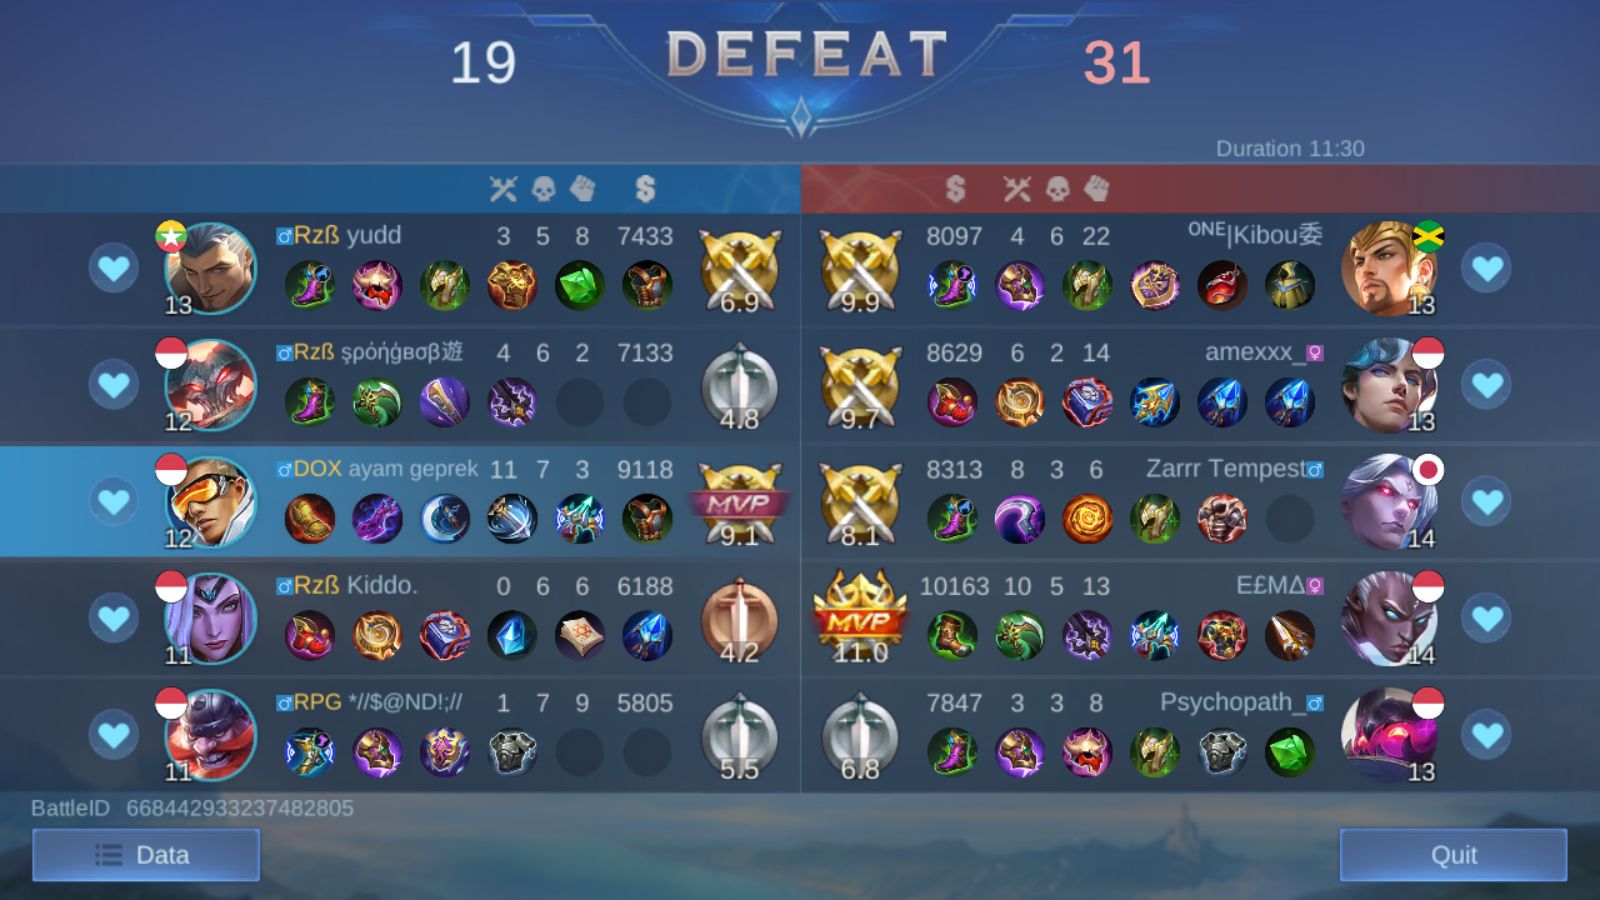 19 DEFEAT 31
Duration 11:30
RzẞB yudd 3 5 8 7433
13 6.9
Rzß şρόήģвσβ遊 4 6 2 7133
12 4.8
DOX ayam geprek 11 7 3 9118
12 MVP 9.1
Rzß Kiddo. 0 6 6 6188
11 4.2
RPG *//$@ND!;// 1 7 9 5805
11 5.5
8097 4 6 22 ᴼᴺᴱ|Kibou委
9.9 13
8629 6 2 14 amexxx_
9.7 13
8313 8 3 6 Zarrr Tempest
8.1 14
10163 10 5 13 E£MΔ
MVP 11.0 14
7847 3 3 8 Psychopath_
6.8 13
BattleID 668442933237482805
Data
Quit